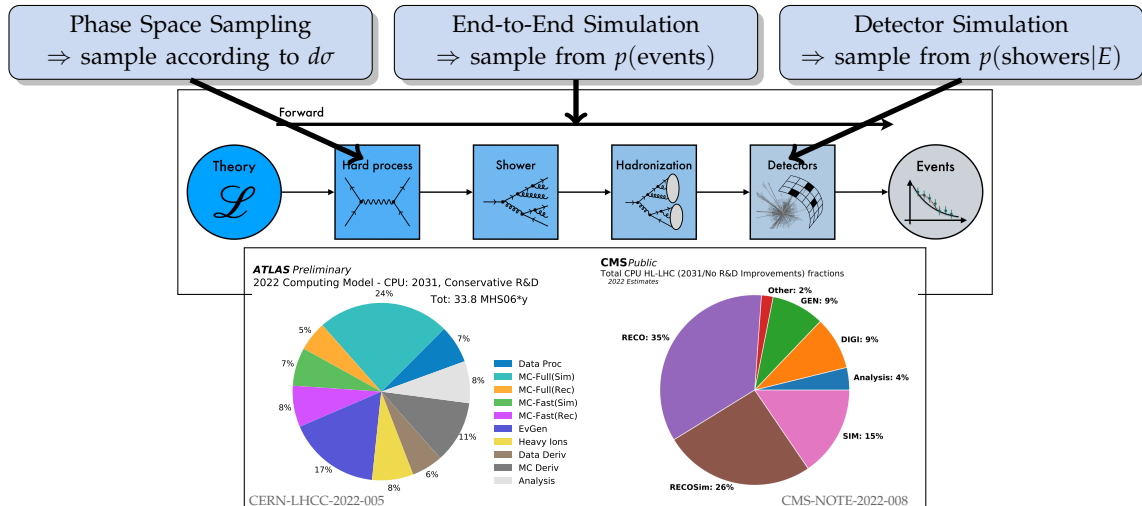 Phase Space Sampling
⇒ sample according to dσ
End-to-End Simulation
⇒ sample from p(events)
Detector Simulation
⇒ sample from p(showers|E)
Forward
Theory
ℒ
Hard process
Shower
Hadronization
Detectors
Events
ATLAS Preliminary
2022 Computing Model - CPU: 2031, Conservative R&D
Tot: 33.8 MHS06*y
24%
7%
8%
11%
6%
8%
17%
8%
7%
5%
Data Proc
MC-Full(Sim)
MC-Full(Rec)
MC-Fast(Sim)
MC-Fast(Rec)
EvGen
Heavy Ions
Data Deriv
MC Deriv
Analysis
CERN-LHCC-2022-005
CMS Public
Total CPU HL-LHC (2031/No R&D Improvements) fractions
2022 Estimates
Other: 2%
GEN: 9%
DIGI: 9%
Analysis: 4%
SIM: 15%
RECOSim: 26%
RECO: 35%
CMS-NOTE-2022-008